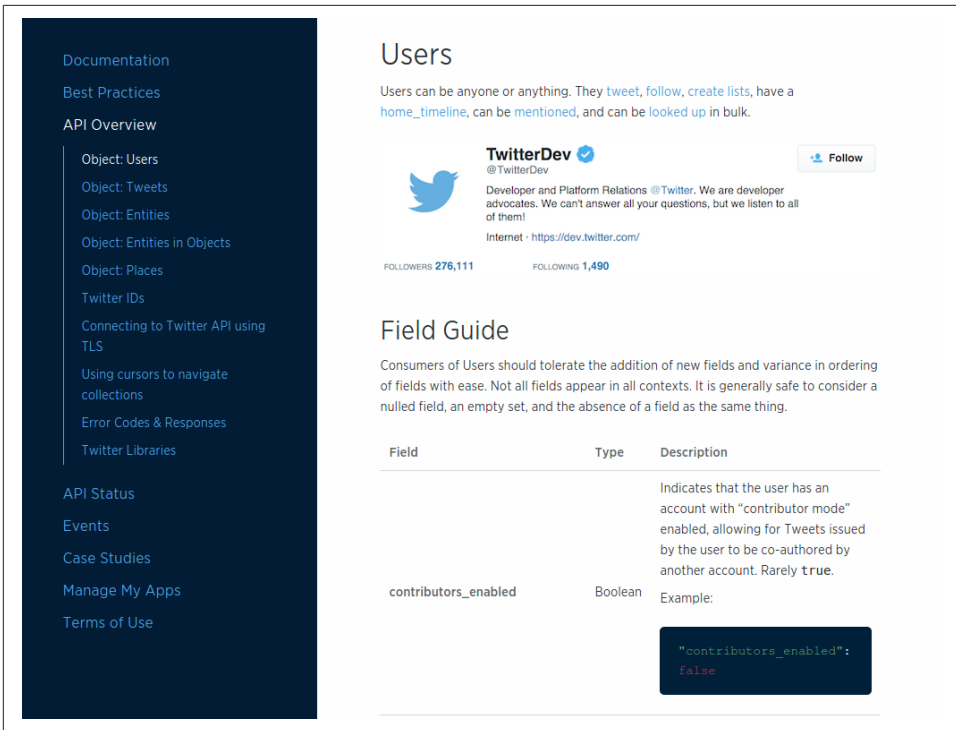 Documentation
Best Practices
API Overview
Object: Users
Object: Tweets
Object: Entities
Object: Entities in Objects
Object: Places
Twitter IDs
Connecting to Twitter API using
TLS
Using cursors to navigate
collections
Error Codes & Responses
Twitter Libraries
API Status
Events
Case Studies
Manage My Apps
Terms of Use
Users
Users can be anyone or anything. They tweet, follow, create lists, have a
home_timeline, can be mentioned, and can be looked up in bulk.
TwitterDev
Follow
@TwitterDev
Developer and Platform Relations @Twitter. We are developer
advocates. We can't answer all your questions, but we listen to all
of them!
Internet · https://dev.twitter.com/
FOLLOWERS 276,111 FOLLOWING 1,490
Field Guide
Consumers of Users should tolerate the addition of new fields and variance in ordering
of fields with ease. Not all fields appear in all contexts. It is generally safe to consider a
nulled field, an empty set, and the absence of a field as the same thing.
Field Type Description
contributors_enabled Boolean
Indicates that the user has an
account with “contributor mode”
enabled, allowing for Tweets issued
by the user to be co-authored by
another account. Rarely true.
Example:
"contributors_enabled":
false